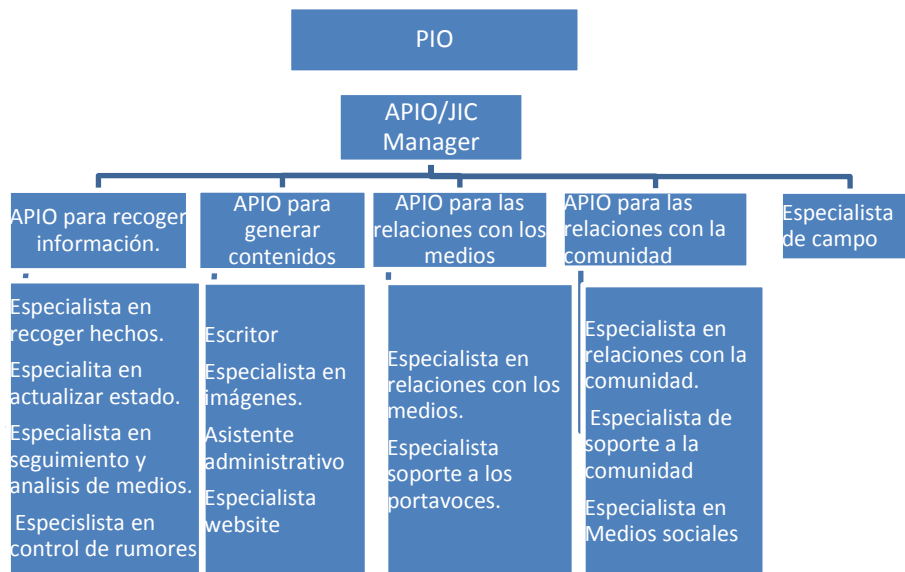 PIO
APIO/JIC
Manager
APIO para recoger
información.
APIO para
generar
contenidos
APIO para las
relaciones con los
medios
APIO para las
relaciones con la
comunidad
Especialista
de campo
Especialista en
recoger hechos.
Especialita en
actualizar estado.
Especialista en
seguimiento y
analisis de medios.
Especislista en
control de rumores
Escritor
Especialista en
imágenes.
Asistente
administrativo
Especialista
website
Especialista en
relaciones con los
medios.
Especialista
soporte a los
portavoces.
Especialista en
relaciones con la
comunidad.
Especialista de
soporte a la
comunidad
Especialista en
Medios sociales